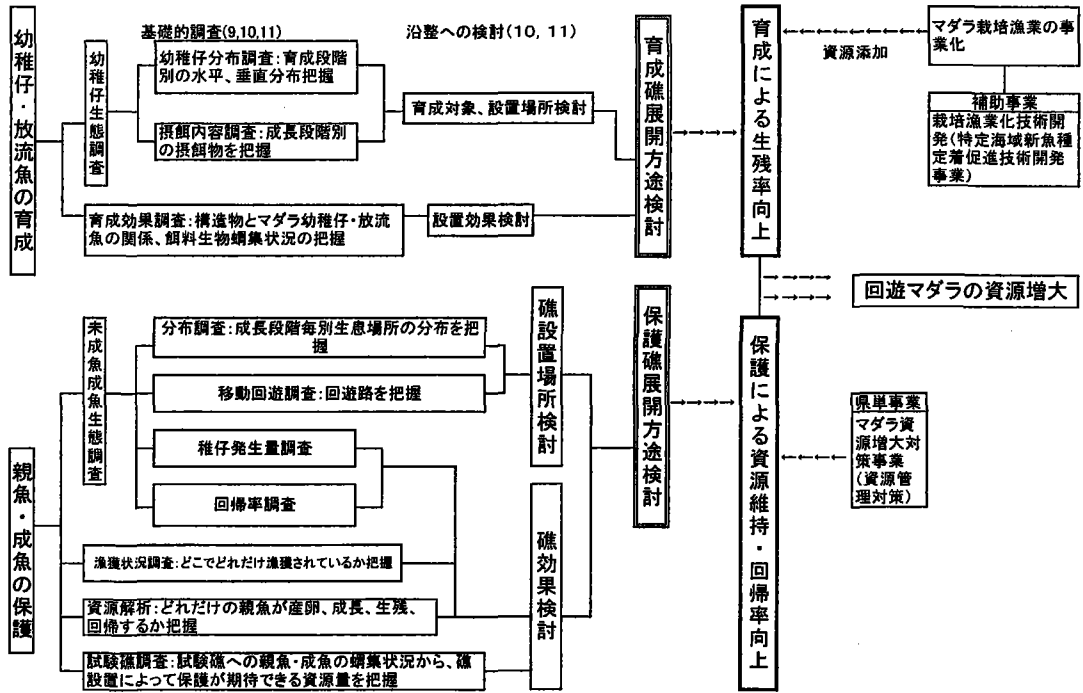 幼稚仔・放流魚の育成
基礎的調査(9,10,11)
沿整への検討(10, 11)
幼稚仔生態調査
幼稚仔分布調査:育成段階
別の水平、垂直分布把握
摂餌内容調査:成長段階別
の摂餌物を把握
育成対象、設置場所検討
育成効果調査:構造物とマダラ幼稚仔・放流
魚の関係、餌料生物蝟集状況の把握
設置効果検討
育成礁展開方途検討
育成による生残率向上
資源添加
マダラ栽培漁業の事
業化
補助事業
栽培漁業化技術開
発(特定海域新魚種
定着促進技術開発
事業)
回遊マダラの資源増大
親魚・成魚の保護
未成魚成魚生態調査
分布調査:成長段階毎別生息場所の分布を把
握
移動回遊調査:回遊路を把握
稚仔発生量調査
回帰率調査
漁獲状況調査:どこでどれだけ漁獲されているか把握
資源解析:どれだけの親魚が産卵、成長、生残、
回帰するか把握
試験礁調査:試験礁への親魚・成魚の蝟集状況から、礁
設置によって保護が期待できる資源量を把握
礁設置場所検討
礁効果検討
保護礁展開方途検討
保護による資源維持・回帰率向上
県単事業
マダラ資
源増大対
策事業
(資源管
理対策)